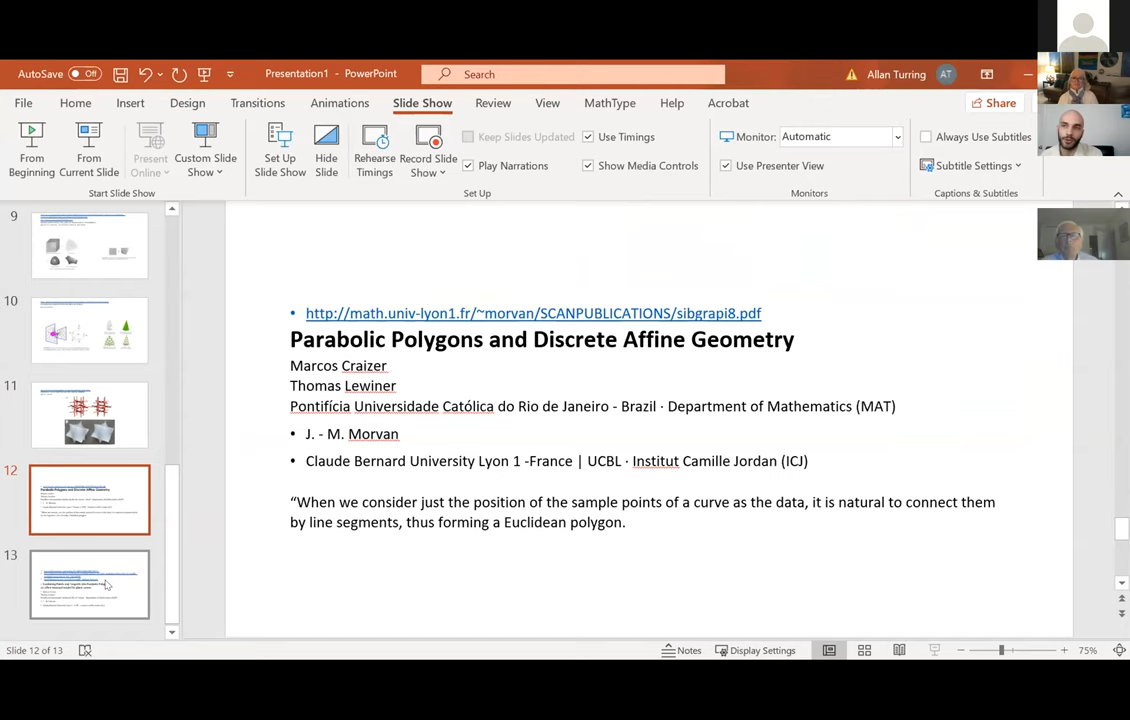 AutoSave Off
Presentation1 - PowerPoint
Search
Allan Turing AT
File Home Insert Design Transitions Animations Slide Show Review View MathType Help Acrobat
Share
From Beginning
From Current Slide
Present Online
Custom Slide Show
Set Up Slide Show
Hide Slide
Rehearse Timings
Record Slide Show
Keep Slides Updated
Use Timings
Play Narrations
Show Media Controls
Monitor: Automatic
Use Presenter View
Always Use Subtitles
Subtitle Settings
Start Slide Show
Set Up
Monitors
Captions & Subtitles
9
10
11
12
13
• http://math.univ-lyon1.fr/~morvan/SCANPUBLICATIONS/sibgrapi8.pdf
Parabolic Polygons and Discrete Affine Geometry
Marcos Craizer
Thomas Lewiner
Pontifícia Universidade Católica do Rio de Janeiro - Brazil · Department of Mathematics (MAT)
• J. - M. Morvan
• Claude Bernard University Lyon 1 -France | UCBL · Institut Camille Jordan (ICJ)
“When we consider just the position of the sample points of a curve as the data, it is natural to connect them
by line segments, thus forming a Euclidean polygon.
Slide 12 of 13
Notes
Display Settings
75%